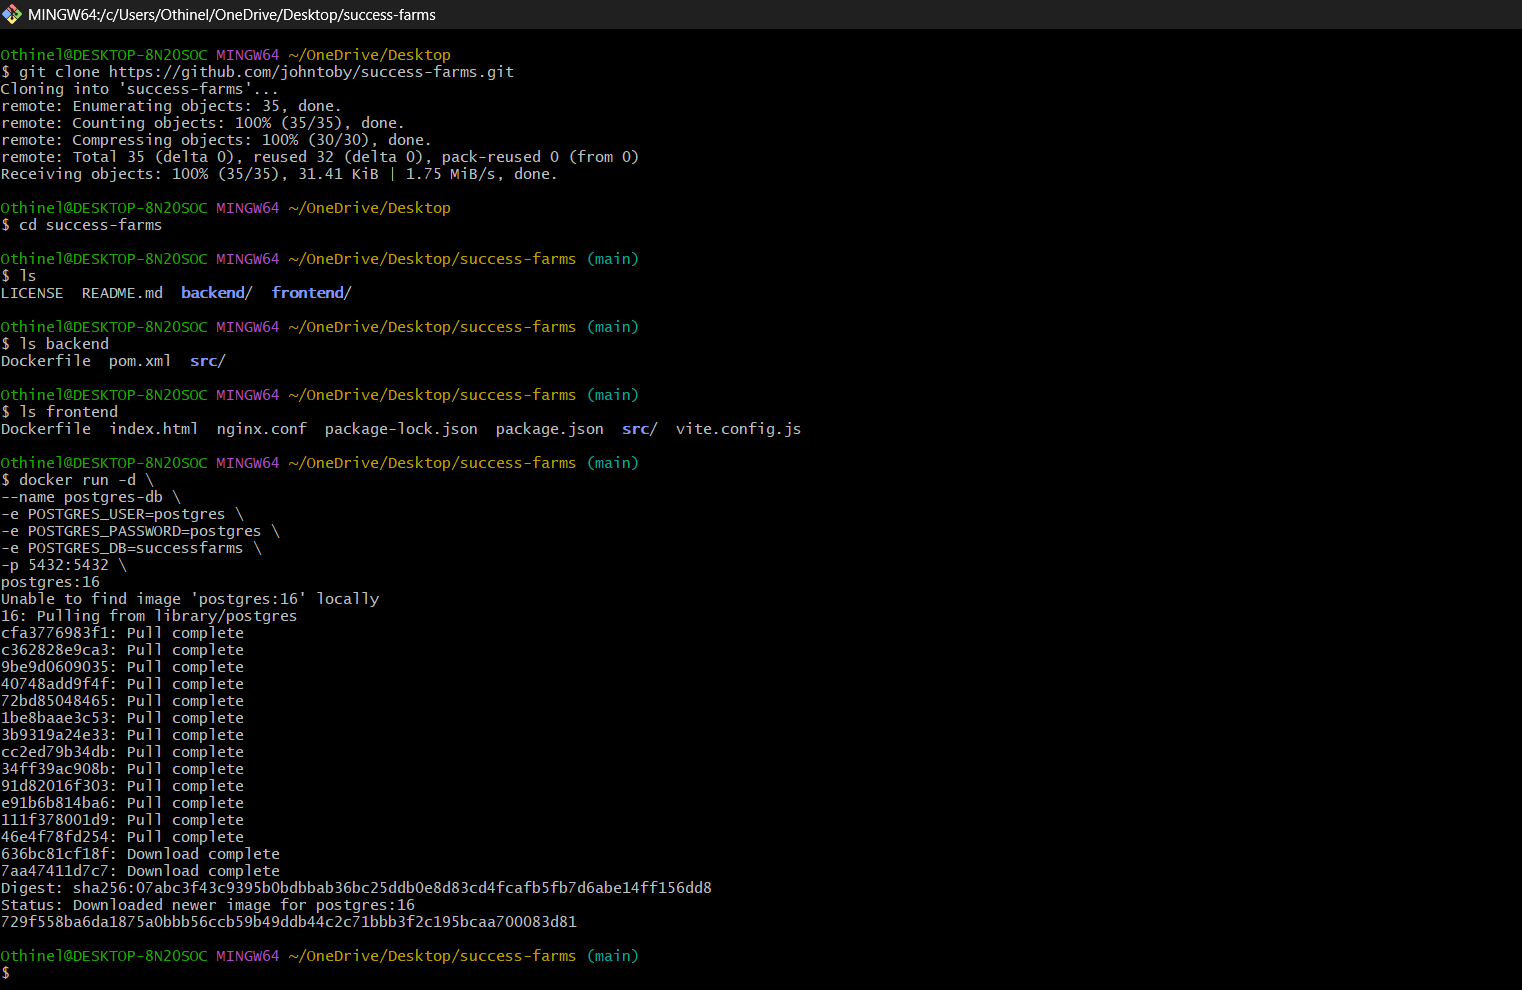 MINGW64:/c/Users/Othinel/OneDrive/Desktop/success-farms
Othinel@DESKTOP-8N20SOC MINGW64 ~/OneDrive/Desktop
$ git clone https://github.com/johntoby/success-farms.git
Cloning into 'success-farms'...
remote: Enumerating objects: 35, done.
remote: Counting objects: 100% (35/35), done.
remote: Compressing objects: 100% (30/30), done.
remote: Total 35 (delta 0), reused 32 (delta 0), pack-reused 0 (from 0)
Receiving objects: 100% (35/35), 31.41 KiB | 1.75 MiB/s, done.
Othinel@DESKTOP-8N20SOC MINGW64 ~/OneDrive/Desktop
$ cd success-farms
Othinel@DESKTOP-8N20SOC MINGW64 ~/OneDrive/Desktop/success-farms (main)
$ ls
LICENSE  README.md  backend/  frontend/
Othinel@DESKTOP-8N20SOC MINGW64 ~/OneDrive/Desktop/success-farms (main)
$ ls backend
Dockerfile  pom.xml  src/
Othinel@DESKTOP-8N20SOC MINGW64 ~/OneDrive/Desktop/success-farms (main)
$ ls frontend
Dockerfile  index.html  nginx.conf  package-lock.json  package.json  src/  vite.config.js
Othinel@DESKTOP-8N20SOC MINGW64 ~/OneDrive/Desktop/success-farms (main)
$ docker run -d \
--name postgres-db \
-e POSTGRES_USER=postgres \
-e POSTGRES_PASSWORD=postgres \
-e POSTGRES_DB=successfarms \
-p 5432:5432 \
postgres:16
Unable to find image 'postgres:16' locally
16: Pulling from library/postgres
cfa3776983f1: Pull complete
c362828e9ca3: Pull complete
9be9d0609035: Pull complete
40748add9f4f: Pull complete
72bd85048465: Pull complete
1be8baae3c53: Pull complete
3b9319a24e33: Pull complete
cc2ed79b34db: Pull complete
34ff39ac908b: Pull complete
91d82016f303: Pull complete
e91b6b814ba6: Pull complete
111f378001d9: Pull complete
46e4f78fd254: Pull complete
636bc81cf18f: Download complete
7aa47411d7c7: Download complete
Digest: sha256:07abc3f43c9395b0bdbbab36bc25ddb0e8d83cd4fcafb5fb7d6abe14ff156dd8
Status: Downloaded newer image for postgres:16
729f558ba6da1875a0bbb56ccb59b49ddb44c2c71bbb3f2c195bcaa700083d81
Othinel@DESKTOP-8N20SOC MINGW64 ~/OneDrive/Desktop/success-farms (main)
$